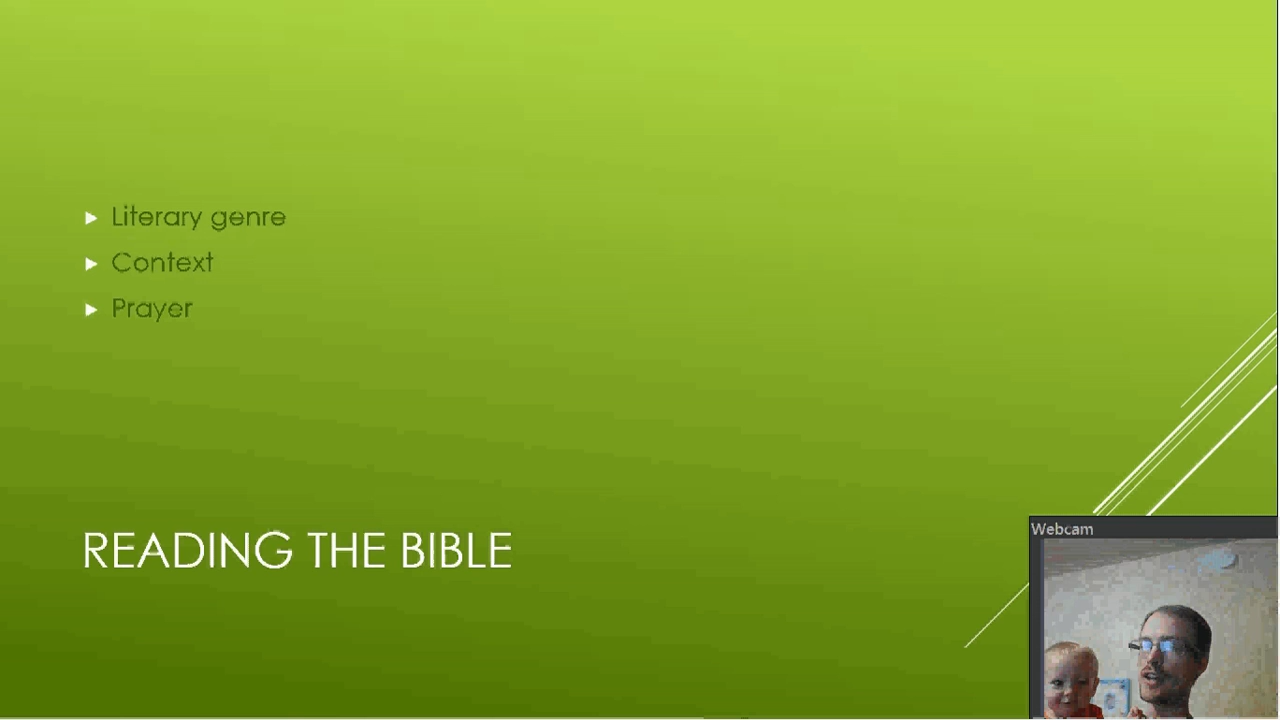 Literary genre
Context
Prayer
READING THE BIBLE
Webcam